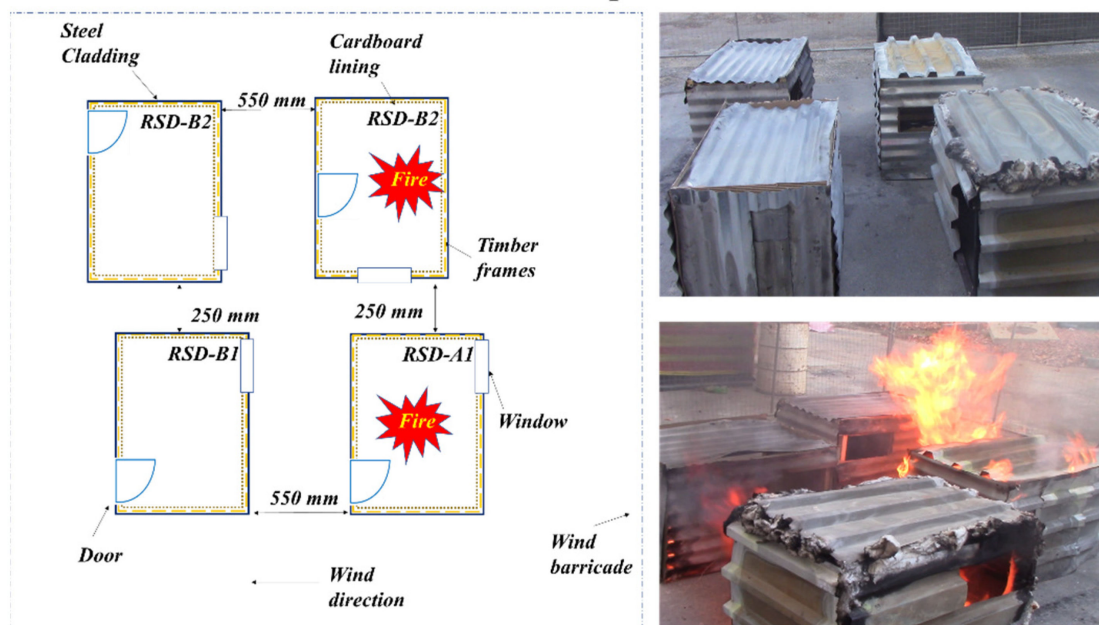 Steel
Cladding
Cardboard
lining
550 mm
RSD-B2
RSD-B2
Fire
Timber
frames
250 mm
250 mm
RSD-B1
RSD-A1
Fire
Window
550 mm
Door
Wind
barricade
Wind
direction